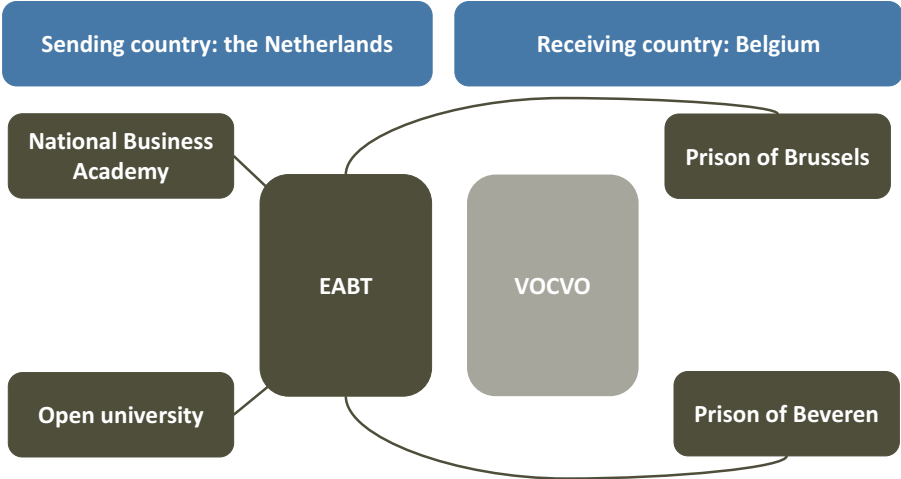 Sending country: the Netherlands
Receiving country: Belgium
National Business
Academy
Prison of Brussels
EABT
VOCVO
Open university
Prison of Beveren